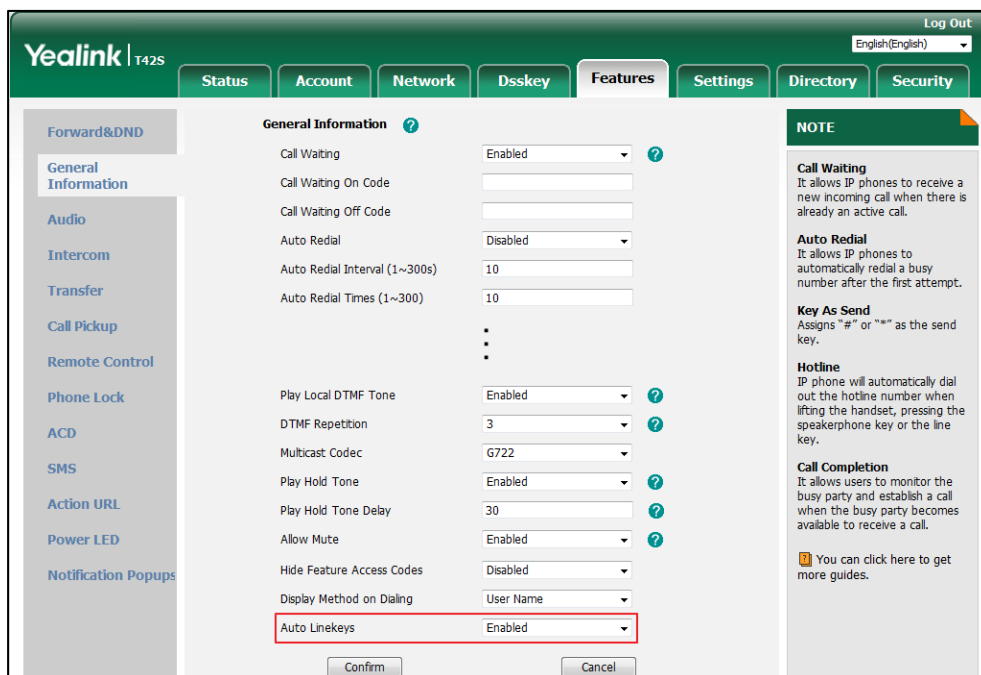 Log Out
Yealink T42S
English(English)
Status Account Network Dsskey Features Settings Directory Security
Forward&DND
General
Information
Audio
Intercom
Transfer
Call Pickup
Remote Control
Phone Lock
ACD
SMS
Action URL
Power LED
Notification Popups
General Information ?
Call Waiting Enabled ?
Call Waiting On Code
Call Waiting Off Code
Auto Redial Disabled
Auto Redial Interval (1~300s) 10
Auto Redial Times (1~300) 10
Play Local DTMF Tone Enabled ?
DTMF Repetition 3 ?
Multicast Codec G722
Play Hold Tone Enabled ?
Play Hold Tone Delay 30 ?
Allow Mute Enabled ?
Hide Feature Access Codes Disabled
Display Method on Dialing User Name
Auto Linekeys Enabled
Confirm Cancel
NOTE
Call Waiting
It allows IP phones to receive a
new incoming call when there is
already an active call.
Auto Redial
It allows IP phones to
automatically redial a busy
number after the first attempt.
Key As Send
Assigns "#" or "*" as the send
key.
Hotline
IP phone will automatically dial
out the hotline number when
lifting the handset, pressing the
speakerphone key or the line
key.
Call Completion
It allows users to monitor the
busy party and establish a call
when the busy party becomes
available to receive a call.
? You can click here to get
more guides.